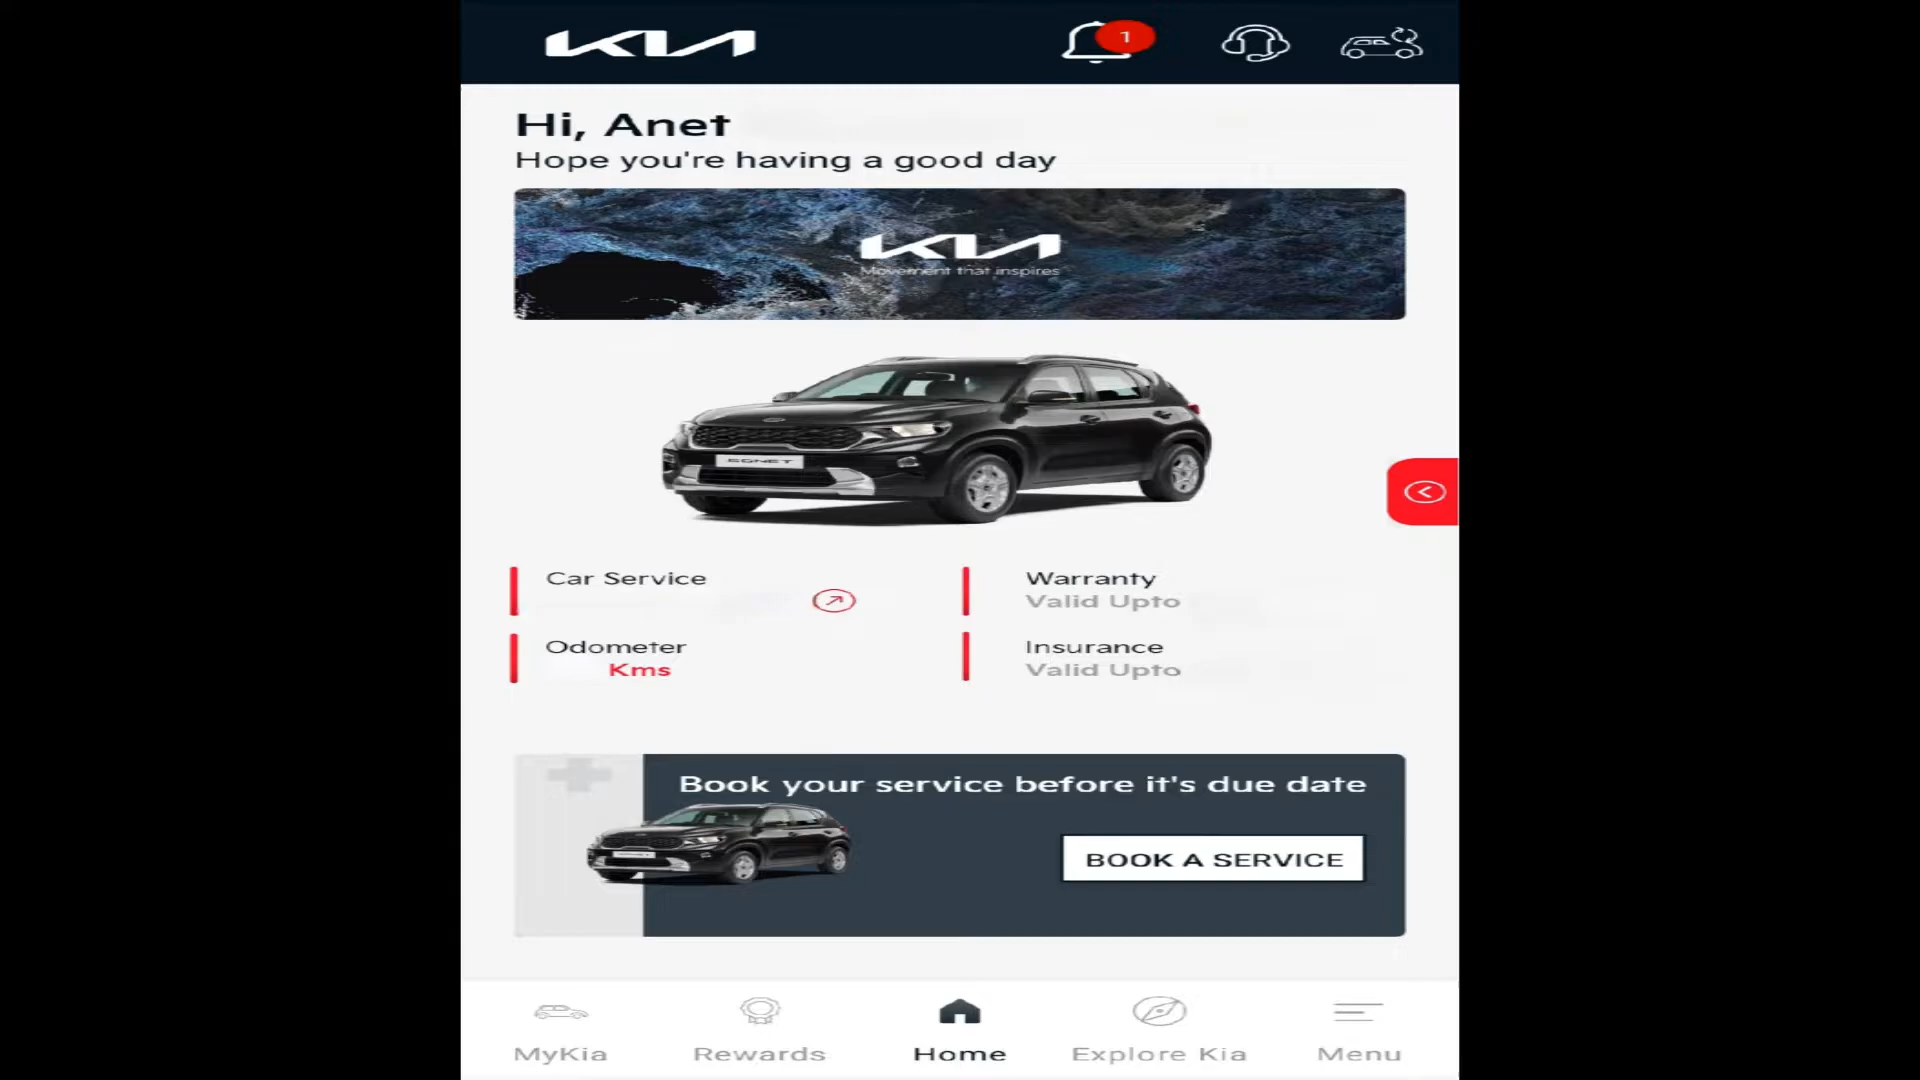 KIA
1
Hi, Anet
Hope you're having a good day
KIA
Movement that inspires
Car Service
Warranty
Valid Upto
Odometer
Kms
Insurance
Valid Upto
Book your service before it's due date
BOOK A SERVICE
MyKia
Rewards
Home
Explore Kia
Menu